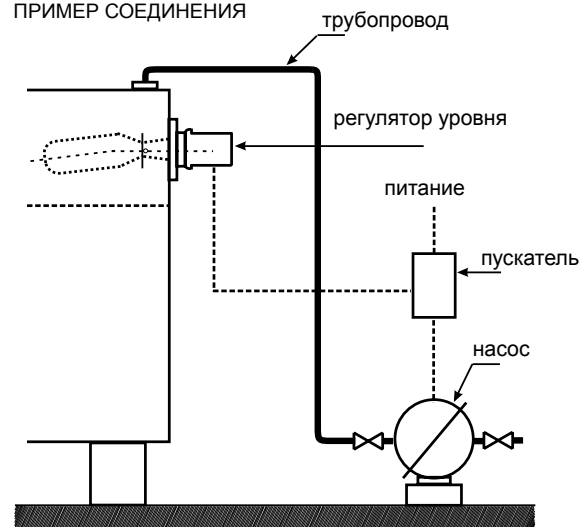 ПРИМЕР СОЕДИНЕНИЯ
трубопровод
регулятор уровня
питание
пускатель
насос